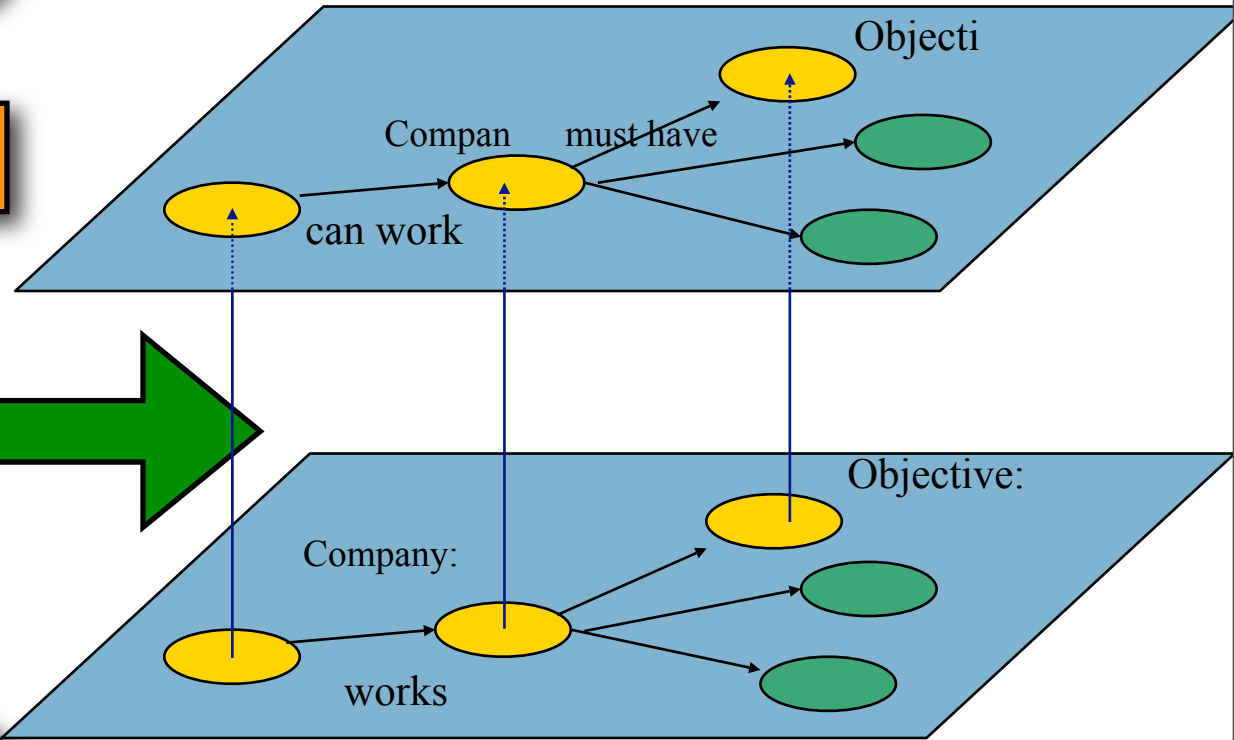 Objecti
Compan must have
can work
Objective:
Company:
works